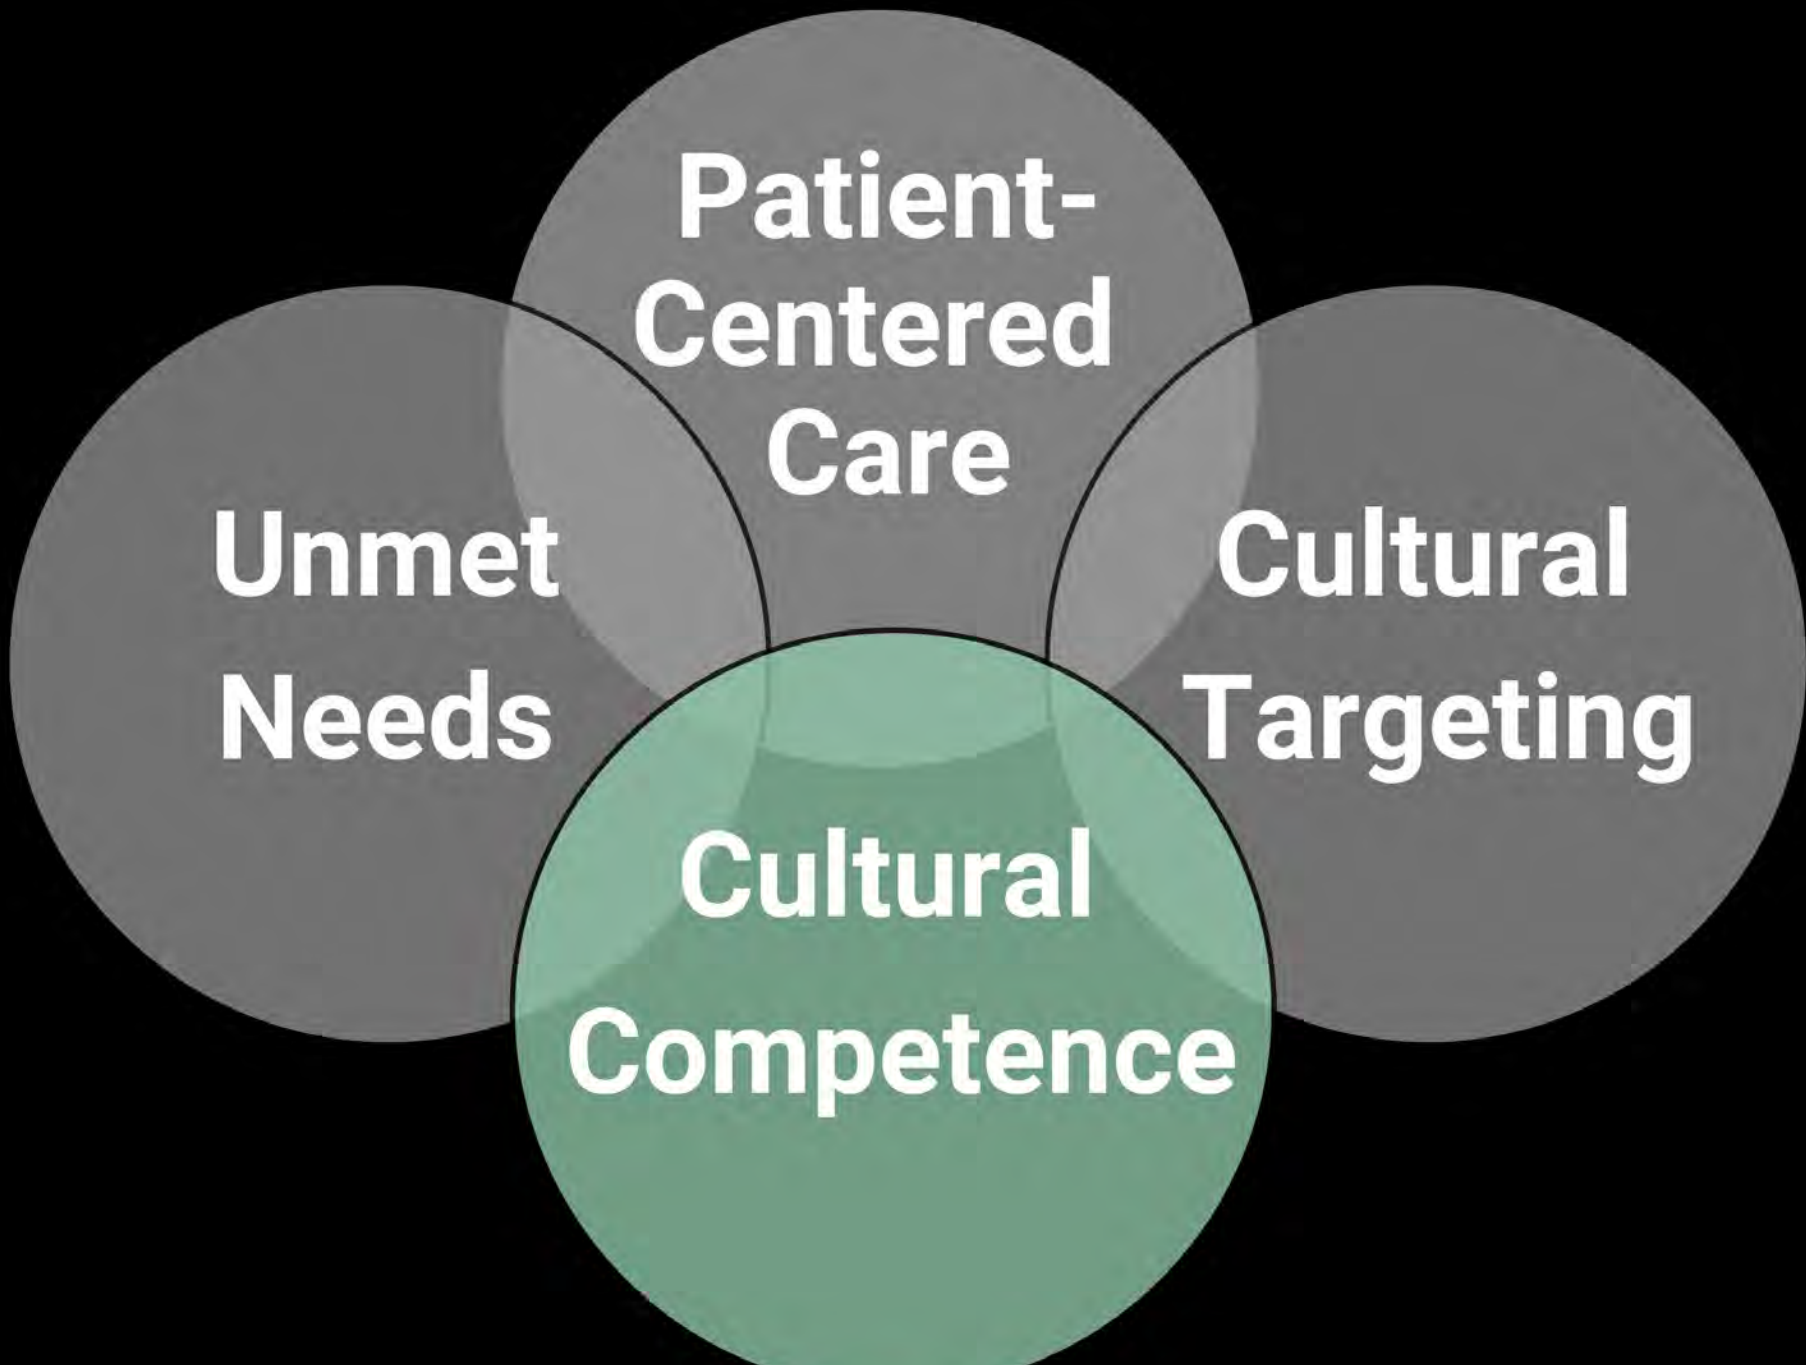 Patient-
Centered
Care
Unmet
Needs
Cultural
Targeting
Cultural
Competence